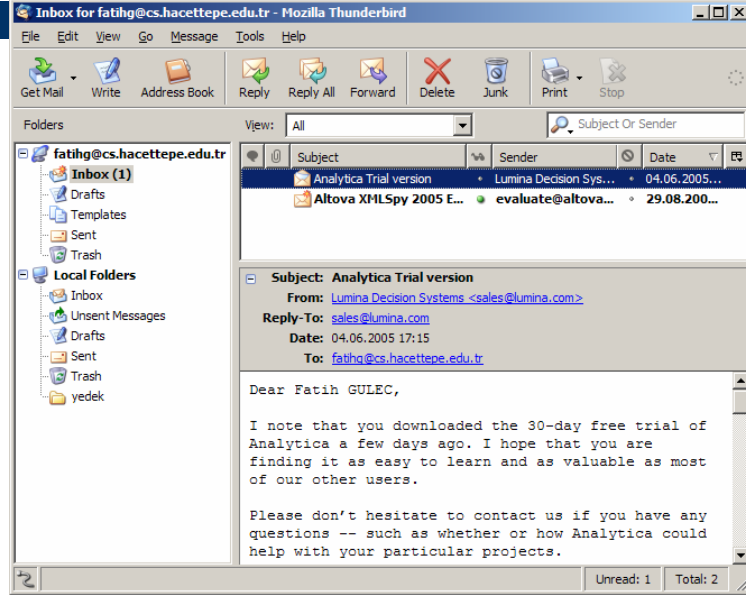 Inbox for fatihg@cs.hacettepe.edu.tr - Mozilla Thunderbird
File Edit View Go Message Tools Help
Get Mail Write Address Book Reply Reply All Forward Delete Junk Print Stop
Folders View: All Subject Or Sender
fatihg@cs.hacettepe.edu.tr
Inbox (1)
Drafts
Templates
Sent
Trash
Local Folders
Inbox
Unsent Messages
Drafts
Sent
Trash
yedek
Subject Sender Date
Analytica Trial version Lumina Decision Sys... 04.06.2005...
Altova XMLSpy 2005 E... evaluate@altova... 29.08.200...
Subject: Analytica Trial version
From: Lumina Decision Systems <sales@lumina.com>
Reply-To: sales@lumina.com
Date: 04.06.2005 17:15
To: fatihg@cs.hacettepe.edu.tr
Dear Fatih GULEC,
I note that you downloaded the 30-day free trial of
Analytica a few days ago. I hope that you are
finding it as easy to learn and as valuable as most
of our other users.
Please don't hesitate to contact us if you have any
questions -- such as whether or how Analytica could
help with your particular projects.
Unread: 1 Total: 2